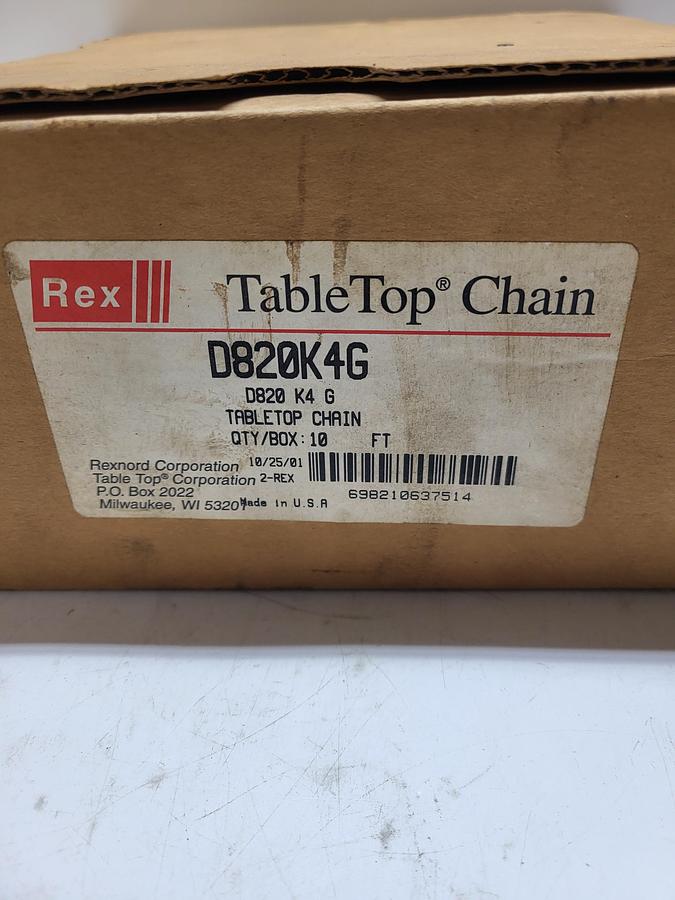 Rex
TableTop® Chain
D820K4G
D820 K4 G
TABLETOP CHAIN
QTY/BOX: 10 FT
Rexnord Corporation 10/25/01
Table Top® Corporation 2-REX
P.O. Box 2022
Milwaukee, WI 53201 Made in U.S.A
698210637514